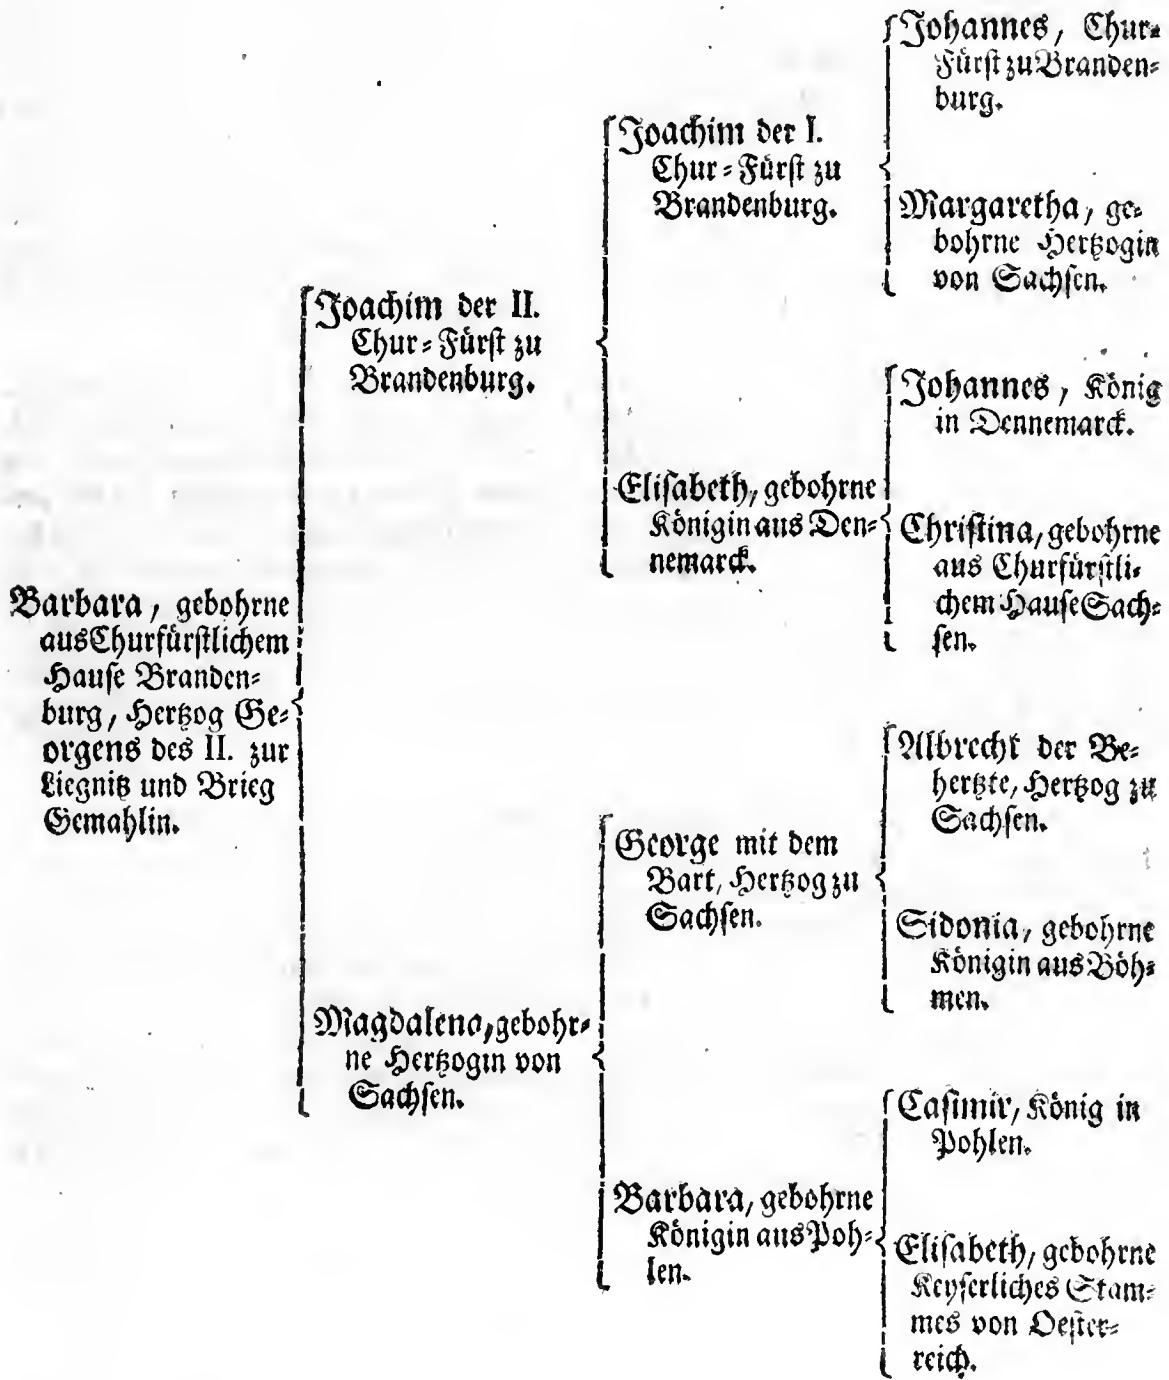 Barbara, gebohrne
aus Churfürstlichem
Hause Branden-
burg, Hertzog Ge-
orgens des II. zur
Liegnitz und Brieg
Gemahlin.
Joachim der II.
Chur-Fürst zu
Brandenburg.
Magdalena, gebohr-
ne Hertzogin von
Sachsen.
Joachim der I.
Chur-Fürst zu
Brandenburg.
Elisabeth, gebohrne
Königin aus Den-
nemarck.
George mit dem
Bart, Hertzog zu
Sachsen.
Barbara, gebohrne
Königin aus Poh-
len.
Johannes, Chur-
Fürst zu Branden-
burg.
Margaretha, ge-
bohrne Hertzogin
von Sachsen.
Johannes, König
in Dennemarck.
Christina, gebohrne
aus Churfürstli-
chem Hause Sach-
sen.
Albrecht der Be-
hertzte, Hertzog zu
Sachsen.
Sidonia, gebohrne
Königin aus Böh-
men.
Casimir, König in
Pohlen.
Elisabeth, gebohrne
Keyserliches Stam-
mes von Oester-
reich.